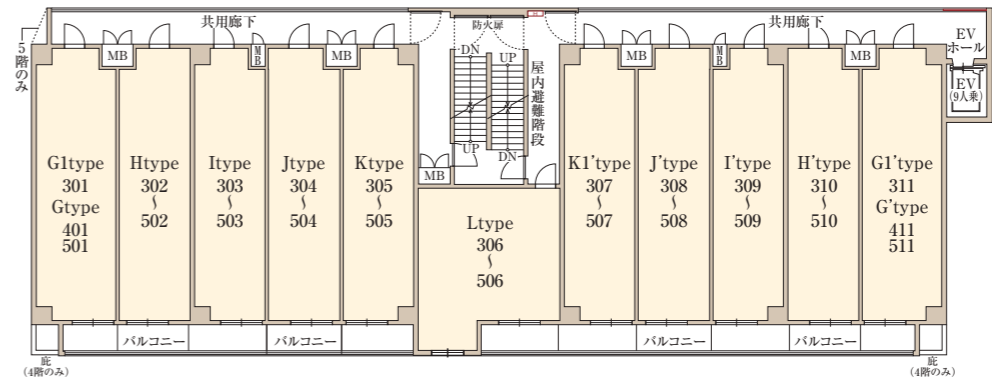 共用廊下
防火扉
共用廊下
EV
ホール
5階のみ
MB
MB
MB
DN
UP
屋内避難階段
MB
MB
MB
EV
(9人乗)
UP
DN
MB
G1type
301
Gtype
401
501
Htype
302
〜
502
Itype
303
〜
503
Jtype
304
〜
504
Ktype
305
〜
505
Ltype
306
〜
506
K1'type
307
〜
507
J'type
308
〜
508
I'type
309
〜
509
H'type
310
〜
510
G1'type
311
G'type
411
511
バルコニー
バルコニー
バルコニー
バルコニー
庇
(4階のみ)
庇
(4階のみ)